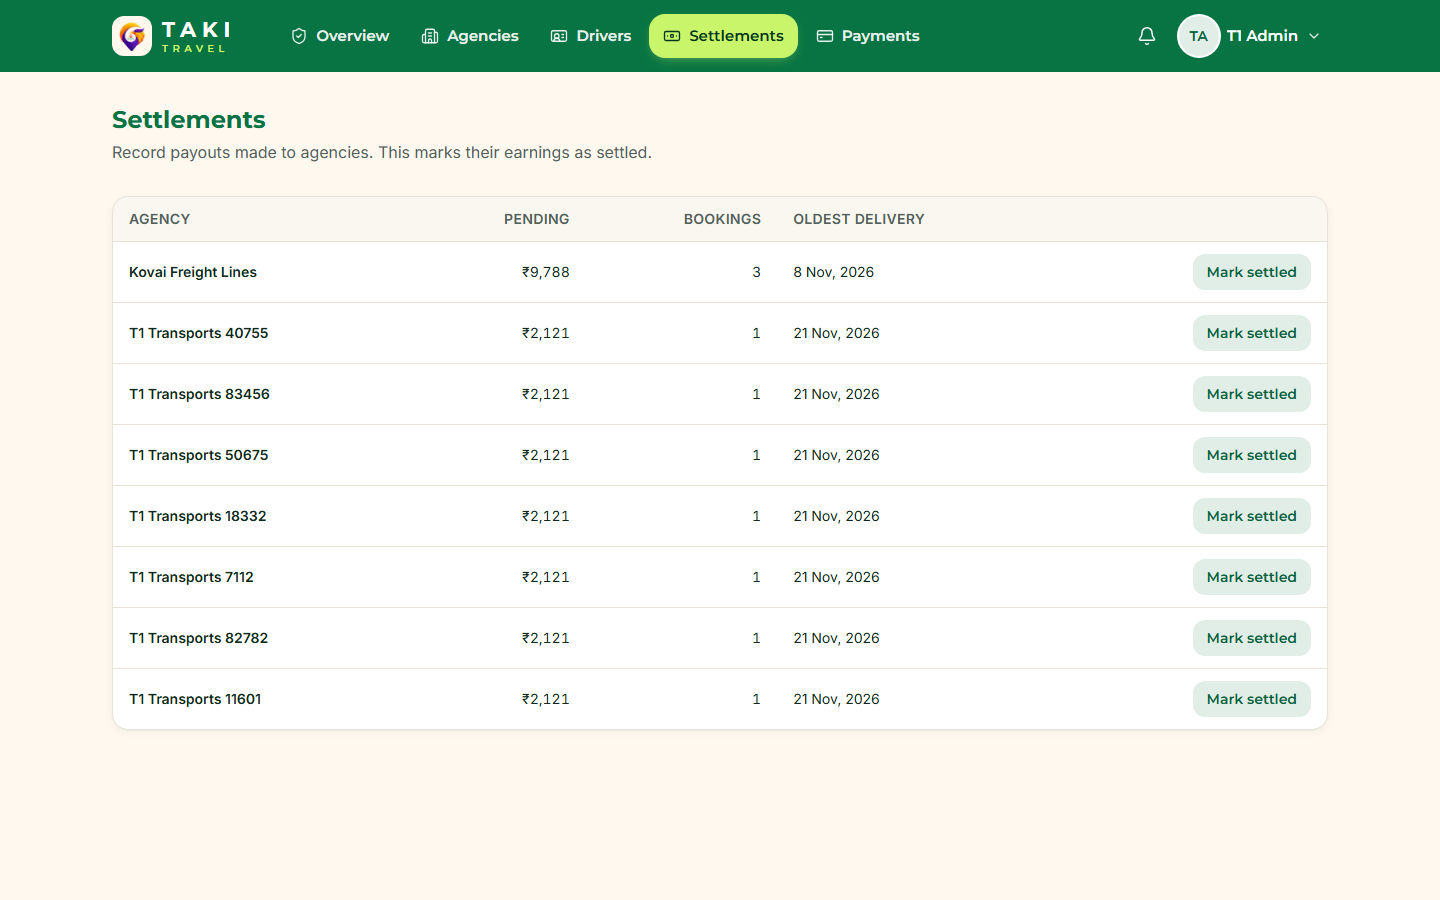 TAKI
TRAVEL
Overview
Agencies
Drivers
Settlements
Payments
TA
T1 Admin
Settlements
Record payouts made to agencies. This marks their earnings as settled.
AGENCY PENDING BOOKINGS OLDEST DELIVERY
Kovai Freight Lines ₹9,788 3 8 Nov, 2026 Mark settled
T1 Transports 40755 ₹2,121 1 21 Nov, 2026 Mark settled
T1 Transports 83456 ₹2,121 1 21 Nov, 2026 Mark settled
T1 Transports 50675 ₹2,121 1 21 Nov, 2026 Mark settled
T1 Transports 18332 ₹2,121 1 21 Nov, 2026 Mark settled
T1 Transports 7112 ₹2,121 1 21 Nov, 2026 Mark settled
T1 Transports 82782 ₹2,121 1 21 Nov, 2026 Mark settled
T1 Transports 11601 ₹2,121 1 21 Nov, 2026 Mark settled